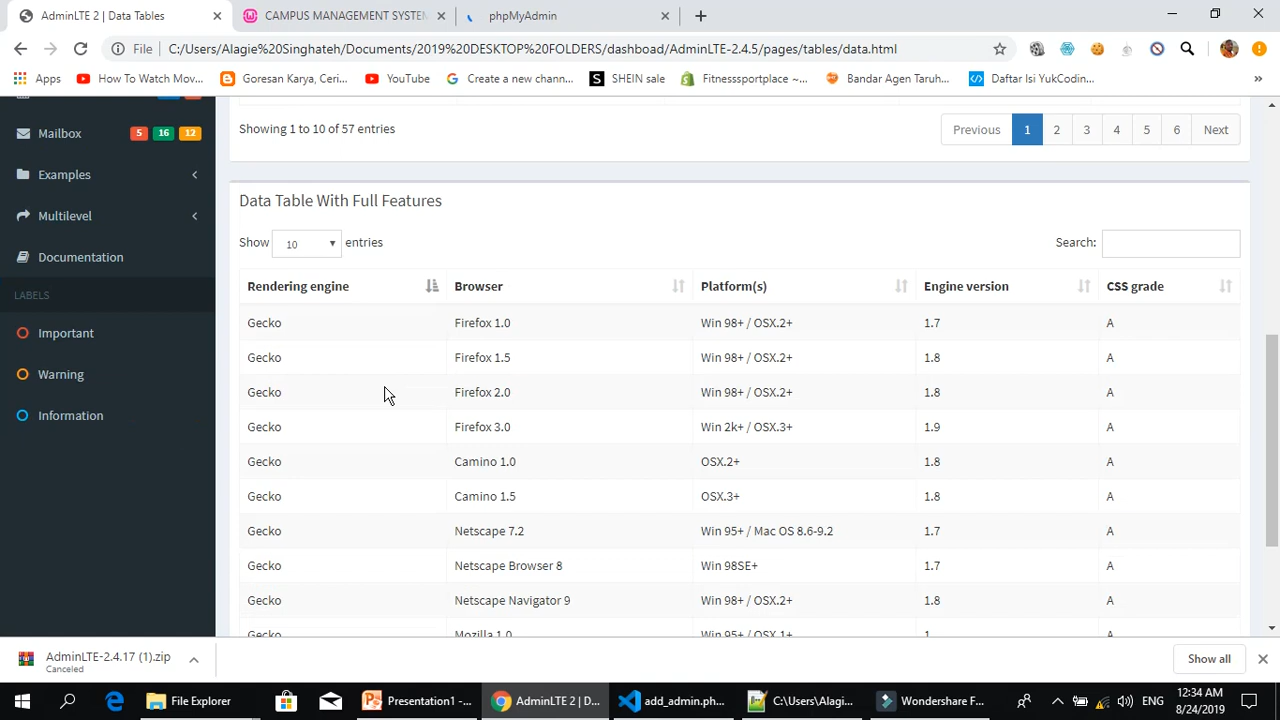 AdminLTE 2 | Data Tables
CAMPUS MANAGEMENT SYSTEM
phpMyAdmin
File
C:/Users/Alagie%20Singhateh/Documents/2019%20DESKTOP%20FOLDERS/dashboad/AdminLTE-2.4.5/pages/tables/data.html
Apps
How To Watch Mov...
Goresan Karya, Ceri...
YouTube
Create a new chann...
SHEIN sale
Fitnesssportplace ~...
Bandar Agen Taruh...
Daftar Isi YukCodin...
»
Mailbox 5 16 12
Examples
Multilevel
Documentation
LABELS
Important
Warning
Information
Showing 1 to 10 of 57 entries
Previous 1 2 3 4 5 6 Next
Data Table With Full Features
Show 10 entries
Search:
Rendering engine Browser Platform(s) Engine version CSS grade
Gecko Firefox 1.0 Win 98+ / OSX.2+ 1.7 A
Gecko Firefox 1.5 Win 98+ / OSX.2+ 1.8 A
Gecko Firefox 2.0 Win 98+ / OSX.2+ 1.8 A
Gecko Firefox 3.0 Win 2k+ / OSX.3+ 1.9 A
Gecko Camino 1.0 OSX.2+ 1.8 A
Gecko Camino 1.5 OSX.3+ 1.8 A
Gecko Netscape 7.2 Win 95+ / Mac OS 8.6-9.2 1.7 A
Gecko Netscape Browser 8 Win 98SE+ 1.7 A
Gecko Netscape Navigator 9 Win 98+ / OSX.2+ 1.8 A
Gecko Mozilla 1.0 Win 95+ / OSX.1+ 1 A
AdminLTE-2.4.17 (1).zip
Canceled
Show all
File Explorer
Presentation1 -...
AdminLTE 2 | D...
add_admin.ph...
C:\Users\Alagi...
Wondershare F...
ENG
12:34 AM
8/24/2019